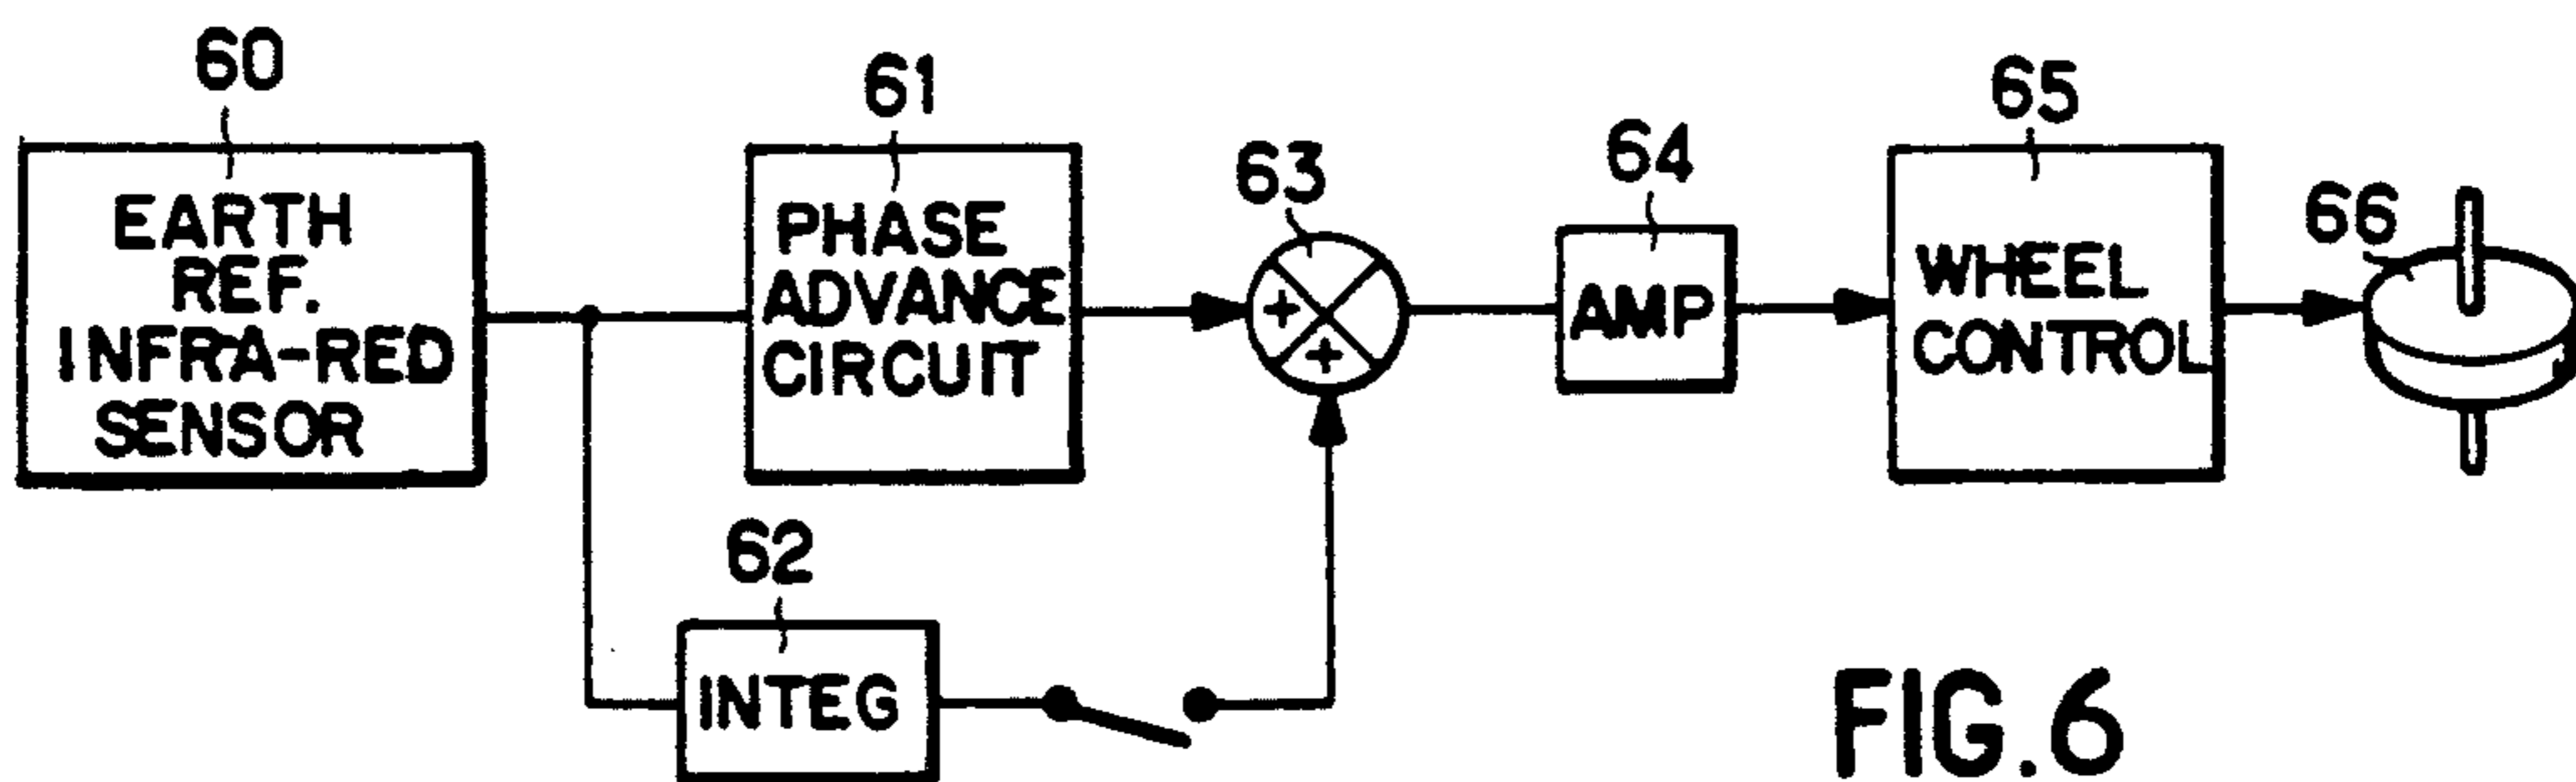 60
EARTH
REF.
INFRA-RED
SENSOR
61
PHASE
ADVANCE
CIRCUIT
62
INTEG
63
+
+
64
AMP
65
WHEEL
CONTROL
66
FIG.6